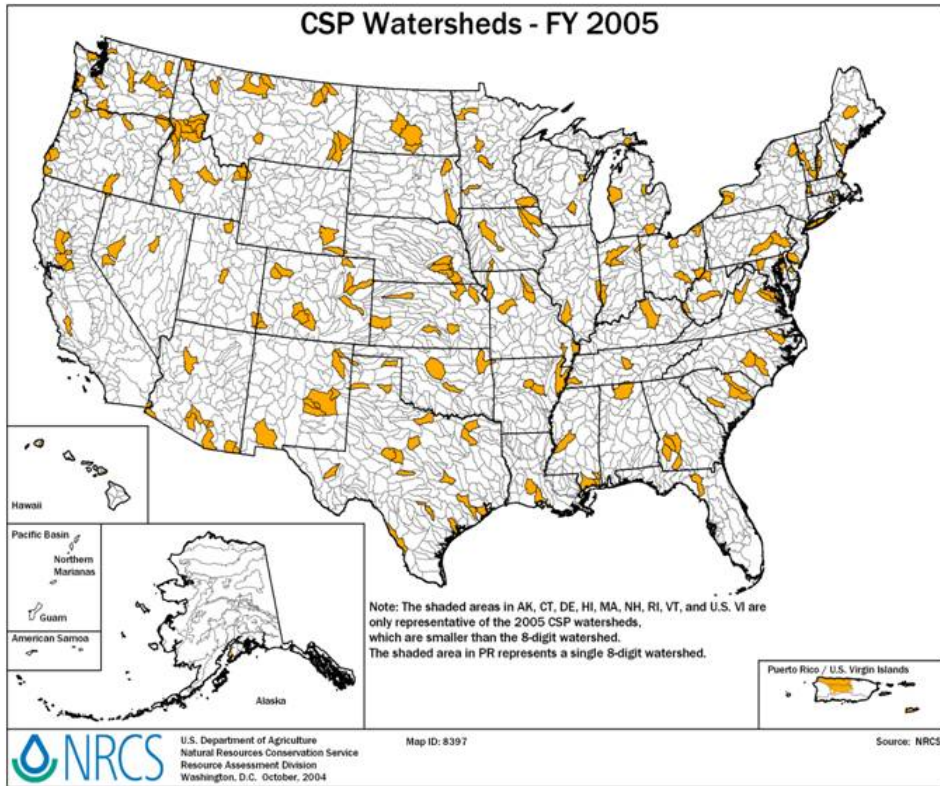 CSP Watersheds - FY 2005
Hawaii
Pacific Basin
Northern
Marianas
Guam
American Samoa
Alaska
Note: The shaded areas in AK, CT, DE, HI, MA, NH, RI, VT, and U.S. VI are
only representative of the 2005 CSP watersheds,
which are smaller than the 8-digit watershed.
The shaded area in PR represents a single 8-digit watershed.
Puerto Rico / U.S. Virgin Islands
NRCS
U.S. Department of Agriculture
Natural Resources Conservation Service
Resource Assessment Division
Washington, D.C. October, 2004
Map ID: 8397
Source: NRCS